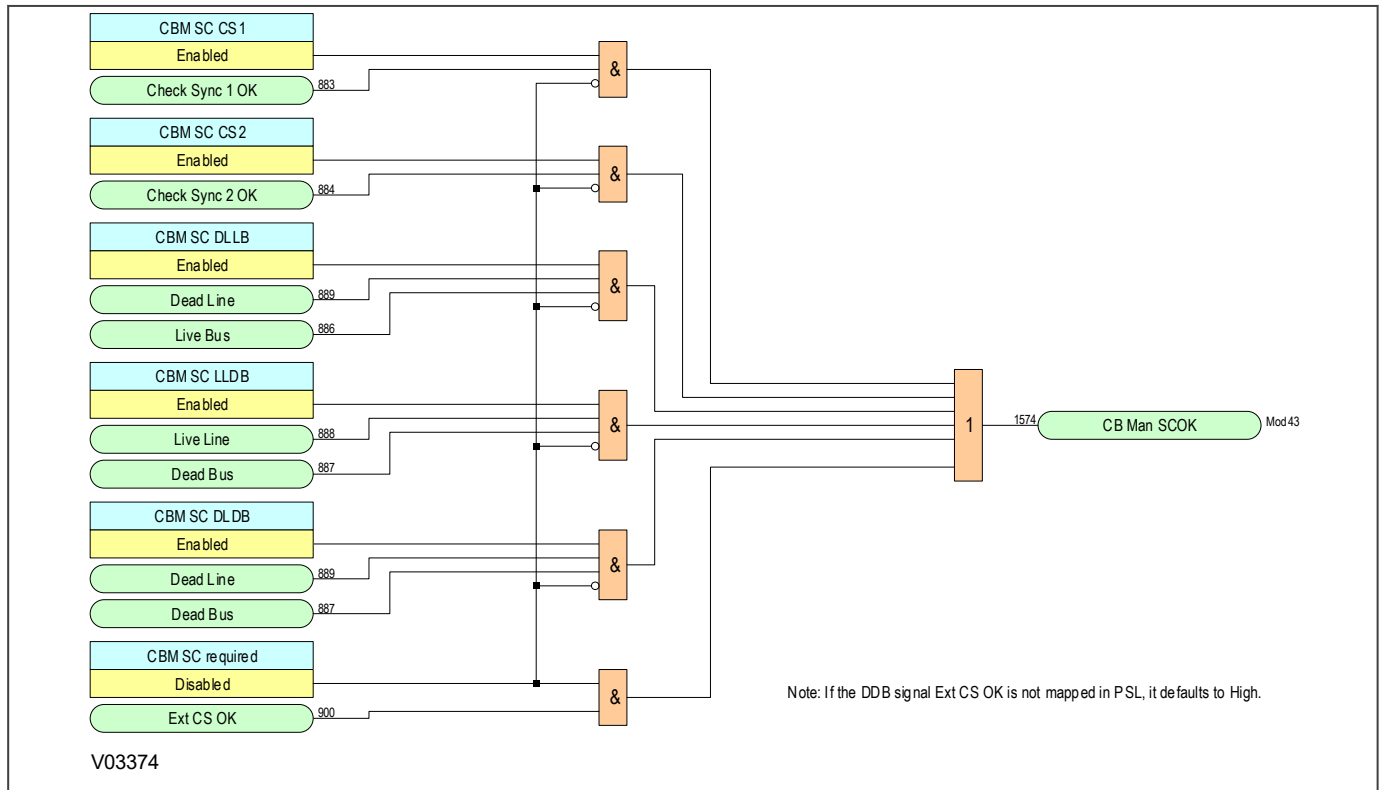 CBM SC CS1
Enabled
Check Sync 1 OK
883
&
CBM SC CS2
Enabled
Check Sync 2 OK
884
&
CBM SC DLLB
Enabled
Dead Line
889
Live Bus
886
&
CBM SC LLDB
Enabled
Live Line
888
Dead Bus
887
&
1
1574
CB Man SCOK
Mod 43
CBM SC DLDB
Enabled
Dead Line
889
Dead Bus
887
&
CBM SC required
Disabled
Ext CS OK
900
&
Note: If the DDB signal Ext CS OK is not mapped in PSL, it defaults to High.
V03374